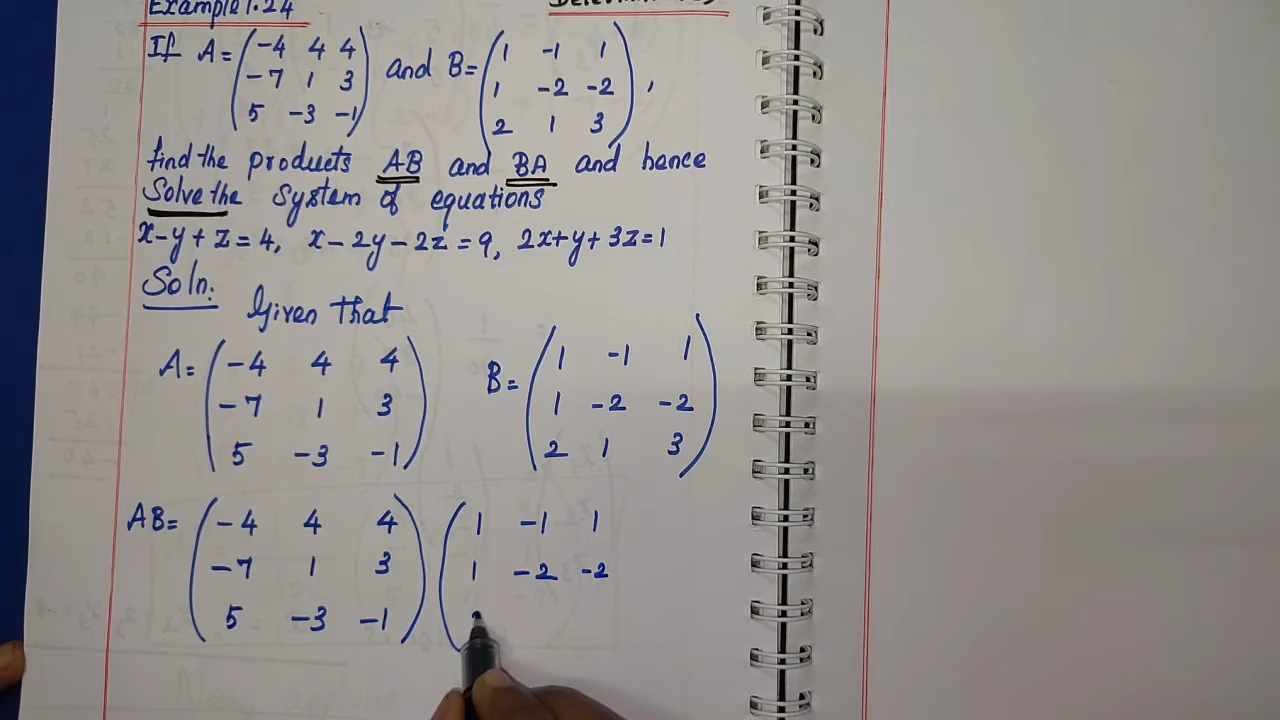 Example 1.24
If A= (-4 4 4 and B= (1 -1 1
-7 1 3 1 -2 -2 ,
5 -3 -1) 2 1 3)
find the products AB and BA and hence
Solve the System of equations
x-y+z=4, x-2y-2z=9, 2x+y+3z=1
Soln: Given that
A= (-4 4 4 B= (1 -1 1
-7 1 3 1 -2 -2
5 -3 -1) 2 1 3)
AB= (-4 4 4 (1 -1 1
-7 1 3 1 -2 -2
5 -3 -1)